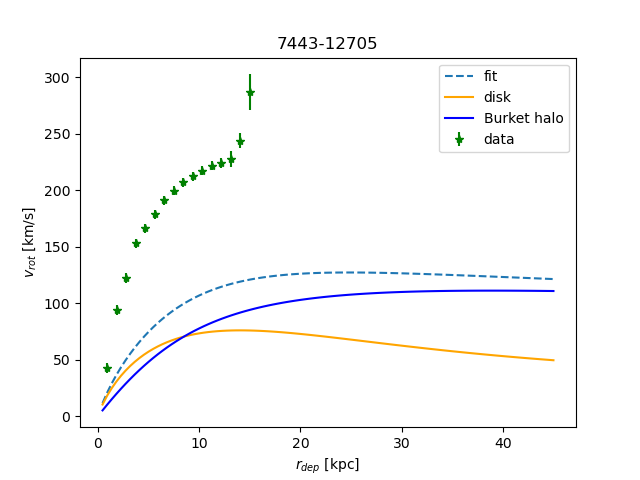 7443-12705
fit
disk
Burket halo
data
300
250
200
150
100
50
0
v_rot [km/s]
0 10 20 30 40
r_dep [kpc]